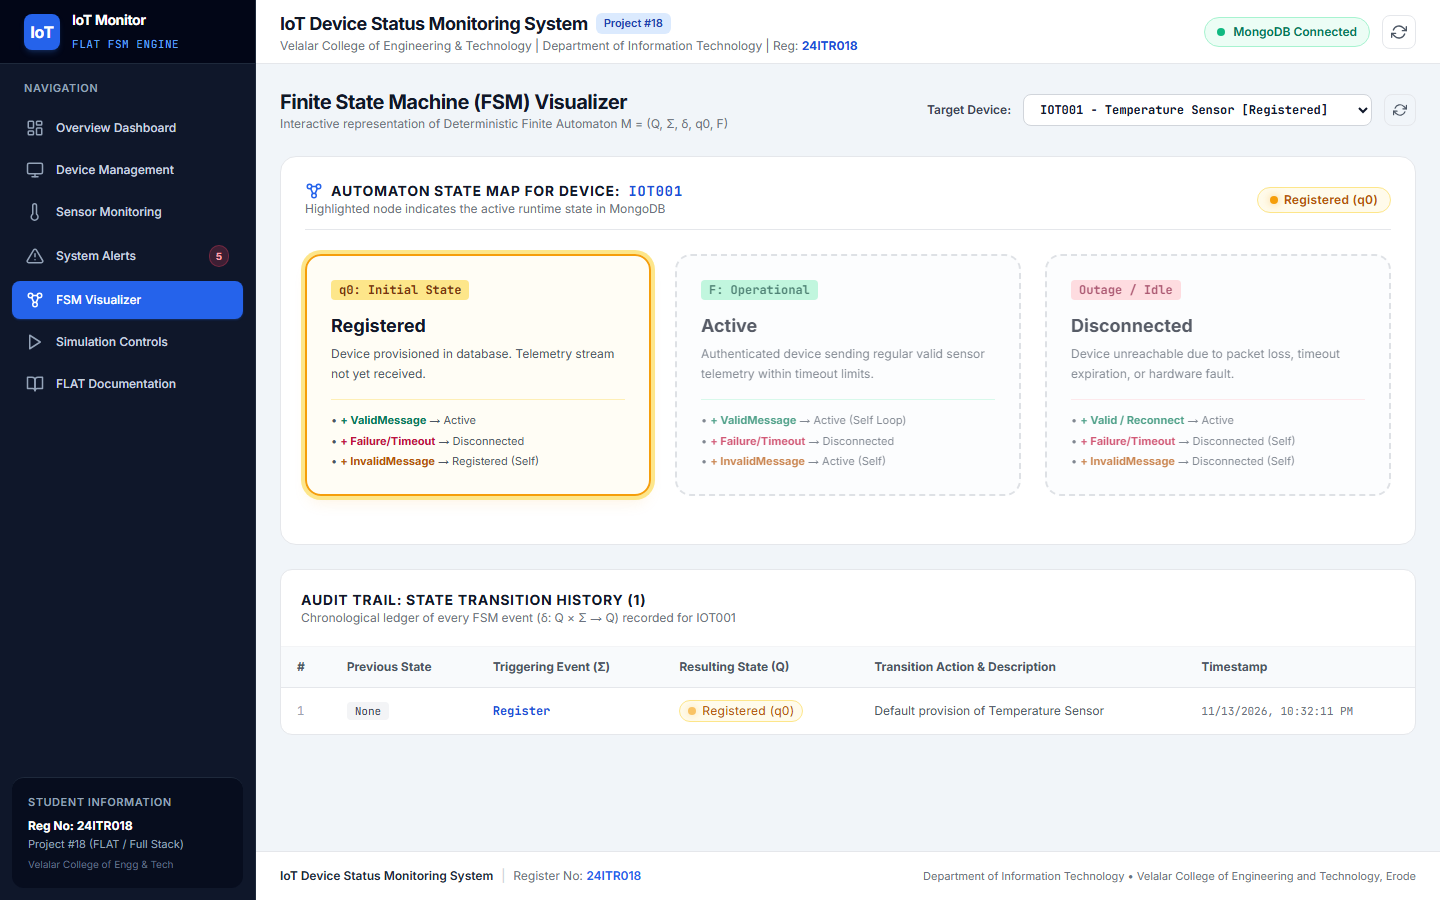 IoT
IoT Monitor
FLAT FSM ENGINE
NAVIGATION
Overview Dashboard
Device Management
Sensor Monitoring
System Alerts
5
FSM Visualizer
Simulation Controls
FLAT Documentation
STUDENT INFORMATION
Reg No: 24ITR018
Project #18 (FLAT / Full Stack)
Velalar College of Engg & Tech
IoT Device Status Monitoring System Project #18
Velalar College of Engineering & Technology | Department of Information Technology | Reg: 24ITR018
MongoDB Connected
Finite State Machine (FSM) Visualizer
Interactive representation of Deterministic Finite Automaton M = (Q, Σ, δ, q0, F)
Target Device:
IOT001 - Temperature Sensor [Registered]
AUTOMATON STATE MAP FOR DEVICE: IOT001
Highlighted node indicates the active runtime state in MongoDB
Registered (q0)
q0: Initial State
Registered
Device provisioned in database. Telemetry stream
not yet received.
• + ValidMessage → Active
• + Failure/Timeout → Disconnected
• + InvalidMessage → Registered (Self)
F: Operational
Active
Authenticated device sending regular valid sensor
telemetry within timeout limits.
• + ValidMessage → Active (Self Loop)
• + Failure/Timeout → Disconnected
• + InvalidMessage → Active (Self)
Outage / Idle
Disconnected
Device unreachable due to packet loss, timeout
expiration, or hardware fault.
• + Valid / Reconnect → Active
• + Failure/Timeout → Disconnected (Self)
• + InvalidMessage → Disconnected (Self)
AUDIT TRAIL: STATE TRANSITION HISTORY (1)
Chronological ledger of every FSM event (δ: Q × Σ → Q) recorded for IOT001
# Previous State Triggering Event (Σ) Resulting State (Q) Transition Action & Description Timestamp
1 None Register Registered (q0) Default provision of Temperature Sensor 11/13/2026, 10:32:11 PM
IoT Device Status Monitoring System | Register No: 24ITR018
Department of Information Technology • Velalar College of Engineering and Technology, Erode